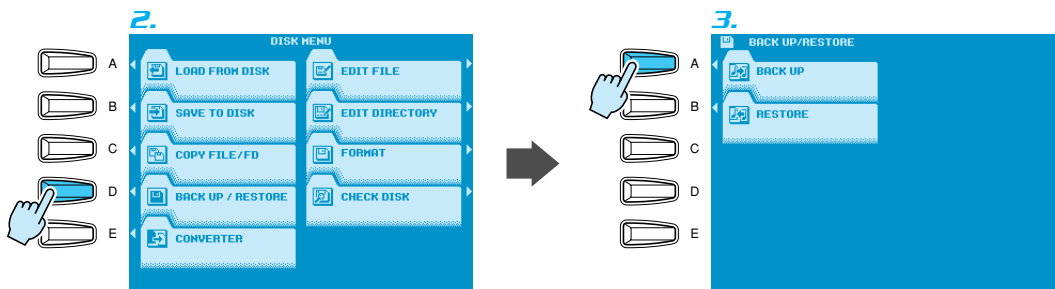 2.
DISK MENU
A
LOAD FROM DISK
EDIT FILE
B
SAVE TO DISK
EDIT DIRECTORY
C
COPY FILE/FD
FORMAT
D
BACK UP / RESTORE
CHECK DISK
E
CONVERTER
3.
BACK UP/RESTORE
A
BACK UP
B
RESTORE
C
D
E